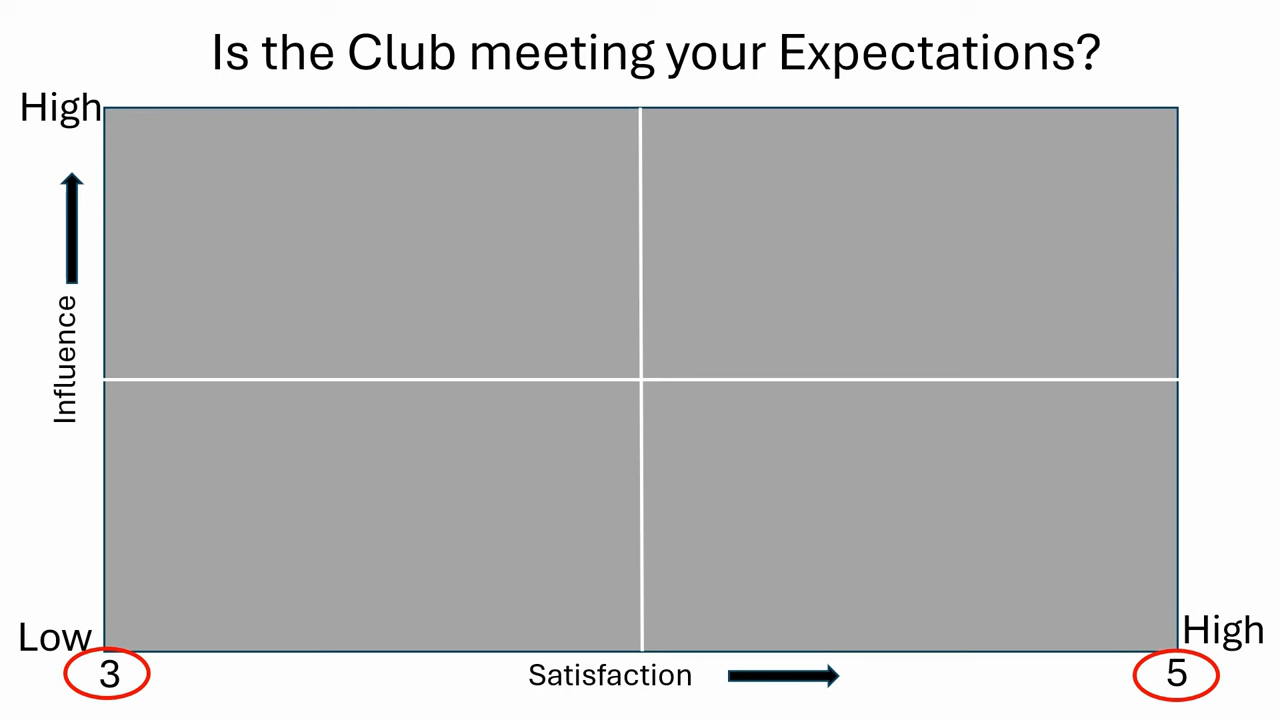 Is the Club meeting your Expectations?
High
Influence
Low
High
3
Satisfaction
5